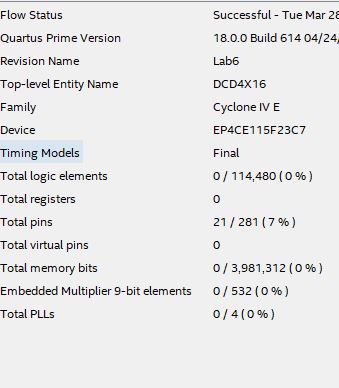 Flow Status Successful - Tue Mar 28
Quartus Prime Version 18.0.0 Build 614 04/24/
Revision Name Lab6
Top-level Entity Name DCD4X16
Family Cyclone IV E
Device EP4CE115F23C7
Timing Models Final
Total logic elements 0 / 114,480 ( 0 % )
Total registers 0
Total pins 21 / 281 ( 7 % )
Total virtual pins 0
Total memory bits 0 / 3,981,312 ( 0 % )
Embedded Multiplier 9-bit elements 0 / 532 ( 0 % )
Total PLLs 0 / 4 ( 0 % )